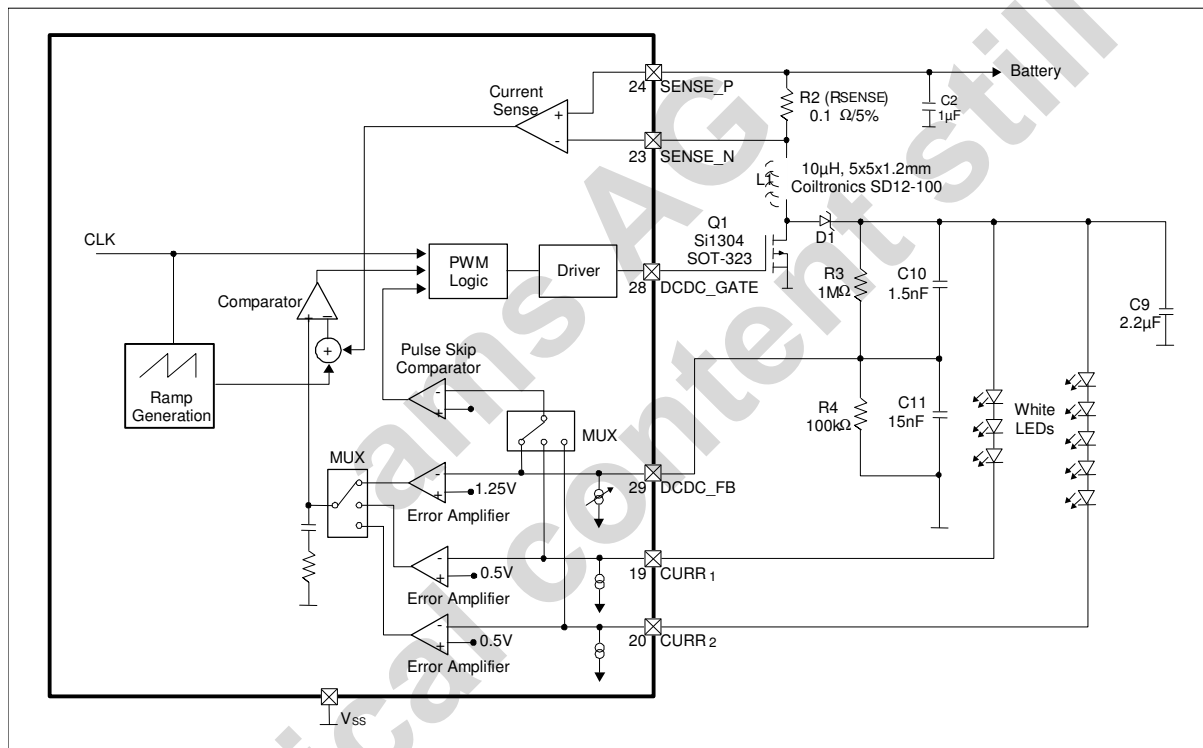 Battery
24
SENSE_P
Current
Sense
+
-
R2 (RSENSE)
0.1 Ω/5%
C2
1µF
23
SENSE_N
L1
10µH, 5x5x1.2mm
Coiltronics SD12-100
CLK
Q1
Si1304
SOT-323
D1
PWM
Logic
Driver
28
DCDC_GATE
R3
1MΩ
C10
1.5nF
C9
2.2µF
Comparator
+
–
+
Ramp
Generation
Pulse Skip
Comparator
-
+
MUX
R4
100kΩ
C11
15nF
White
LEDs
MUX
-
+
1.25V
Error Amplifier
29
DCDC_FB
-
+
0.5V
Error Amplifier
19
CURR1
-
+
0.5V
Error Amplifier
20
CURR2
VSS
ams AG
ical content still